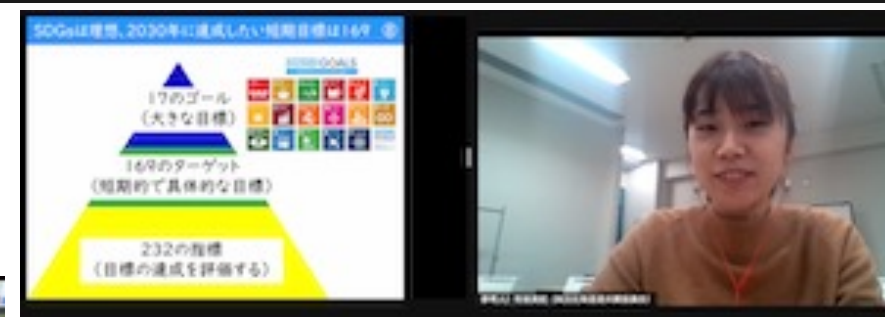 SDGsは理想、2030年に達成したい短期目標は169
GOALS
17のゴール
(大きな目標)
169のターゲット
(短期的で具体的な目標)
232の指標
(目標の達成を評価する)